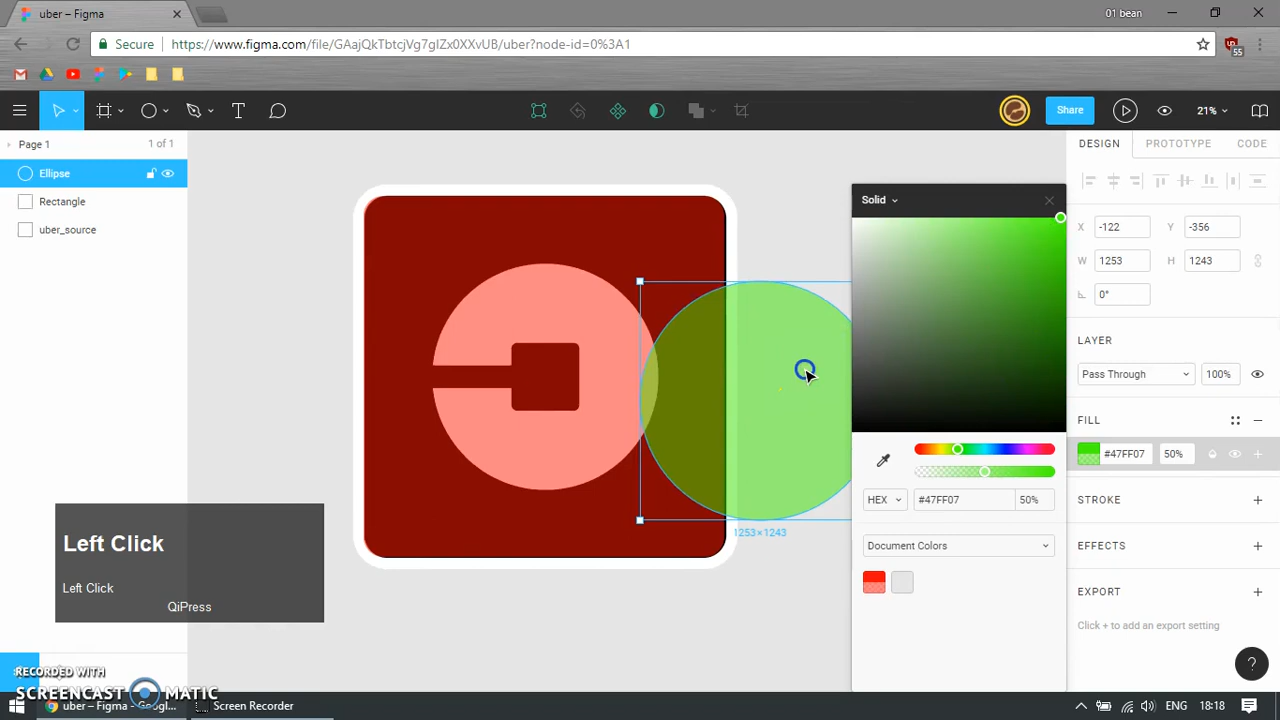 uber – Figma
01 bean
Secure
https://www.figma.com/file/GAajQkTbtcjVg7gIZx0XXvUB/uber?node-id=0%3A1
55
Share
21%
Page 1
1 of 1
DESIGN
PROTOTYPE
CODE
Ellipse
Rectangle
uber_source
Solid
X
-122
Y
-356
W
1253
H
1243
0°
LAYER
Pass Through
100%
FILL
#47FF07
50%
HEX
#47FF07
50%
STROKE
1253×1243
Document Colors
EFFECTS
EXPORT
Click + to add an export setting
Left Click
Left Click
QiPress
RECORDED WITH
SCREENCAST MATIC
uber – Figma - Googl...
Screen Recorder
ENG
18:18
?